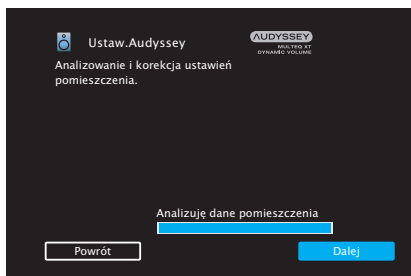 Ustaw.Audyssey
AUDYSSEY
MULTEQ XT
DYNAMIC VOLUME
Analizowanie i korekcja ustawień
pomieszczenia.
Analizuję dane pomieszczenia
Powrót
Dalej